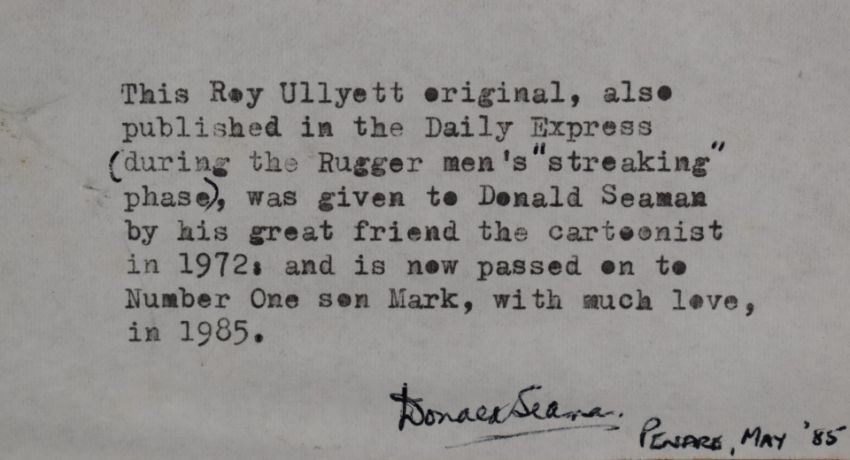 This Roy Ullyett original, also
published in the Daily Express
(during the Rugger men's "streaking"
phase), was given to Donald Seaman
by his great friend the cartoonist
in 1972: and is now passed on to
Number One son Mark, with much love,
in 1985.
Donald Seaman.
May '85